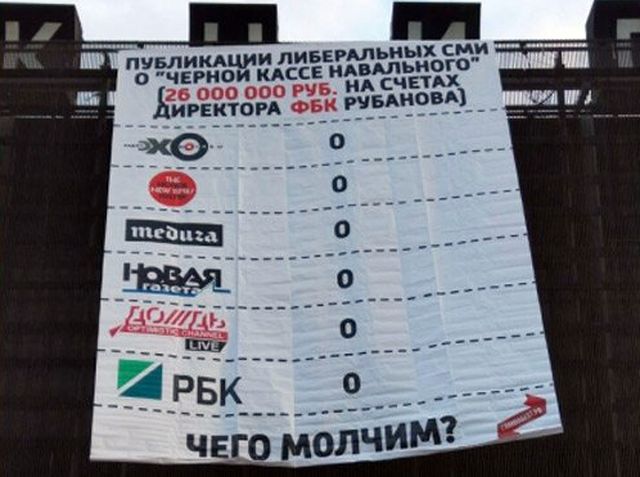 ПУБЛИКАЦИИ ЛИБЕРАЛЬНЫХ СМИ
О "ЧЕРНОЙ КАССЕ НАВАЛЬНОГО"
(26 000 000 РУБ. НА СЧЕТАХ
ДИРЕКТОРА ФБК РУБАНОВА)
ЭХО 0
THE NEW TIMES 0
meduza 0
НОВАЯ газета 0
ДОЖДЬ
OPTIMISTIC CHANNEL 0
LIVE
РБК 0
ЧЕГО МОЛЧИМ?